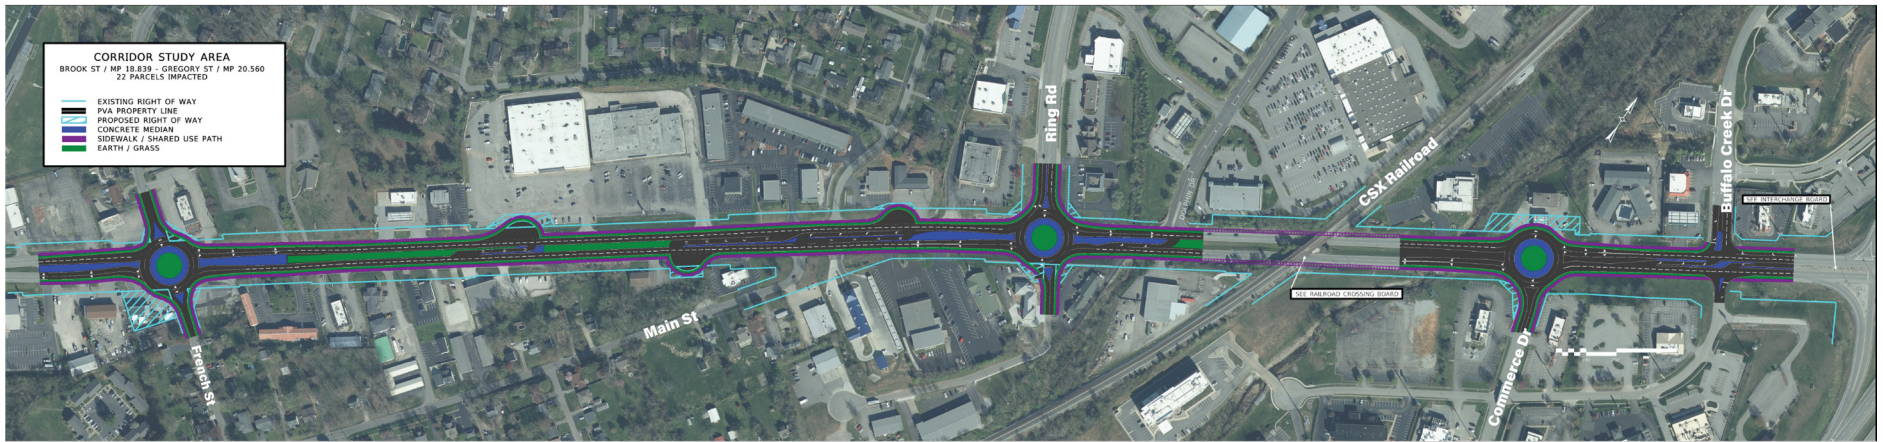 CORRIDOR STUDY AREA
BROOK ST / MP 18.839 - GREGORY ST / MP 20.560
22 PARCELS IMPACTED
EXISTING RIGHT OF WAY
PVA PROPERTY LINE
PROPOSED RIGHT OF WAY
CONCRETE MEDIAN
SIDEWALK / SHARED USE PATH
EARTH / GRASS
French St
Main St
Ring Rd
DOLPHIN DR
CSX Railroad
SEE RAILROAD CROSSING BOARD
Commerce Dr
Buffalo Creek Dr
SEE INTERCHANGE BOARD